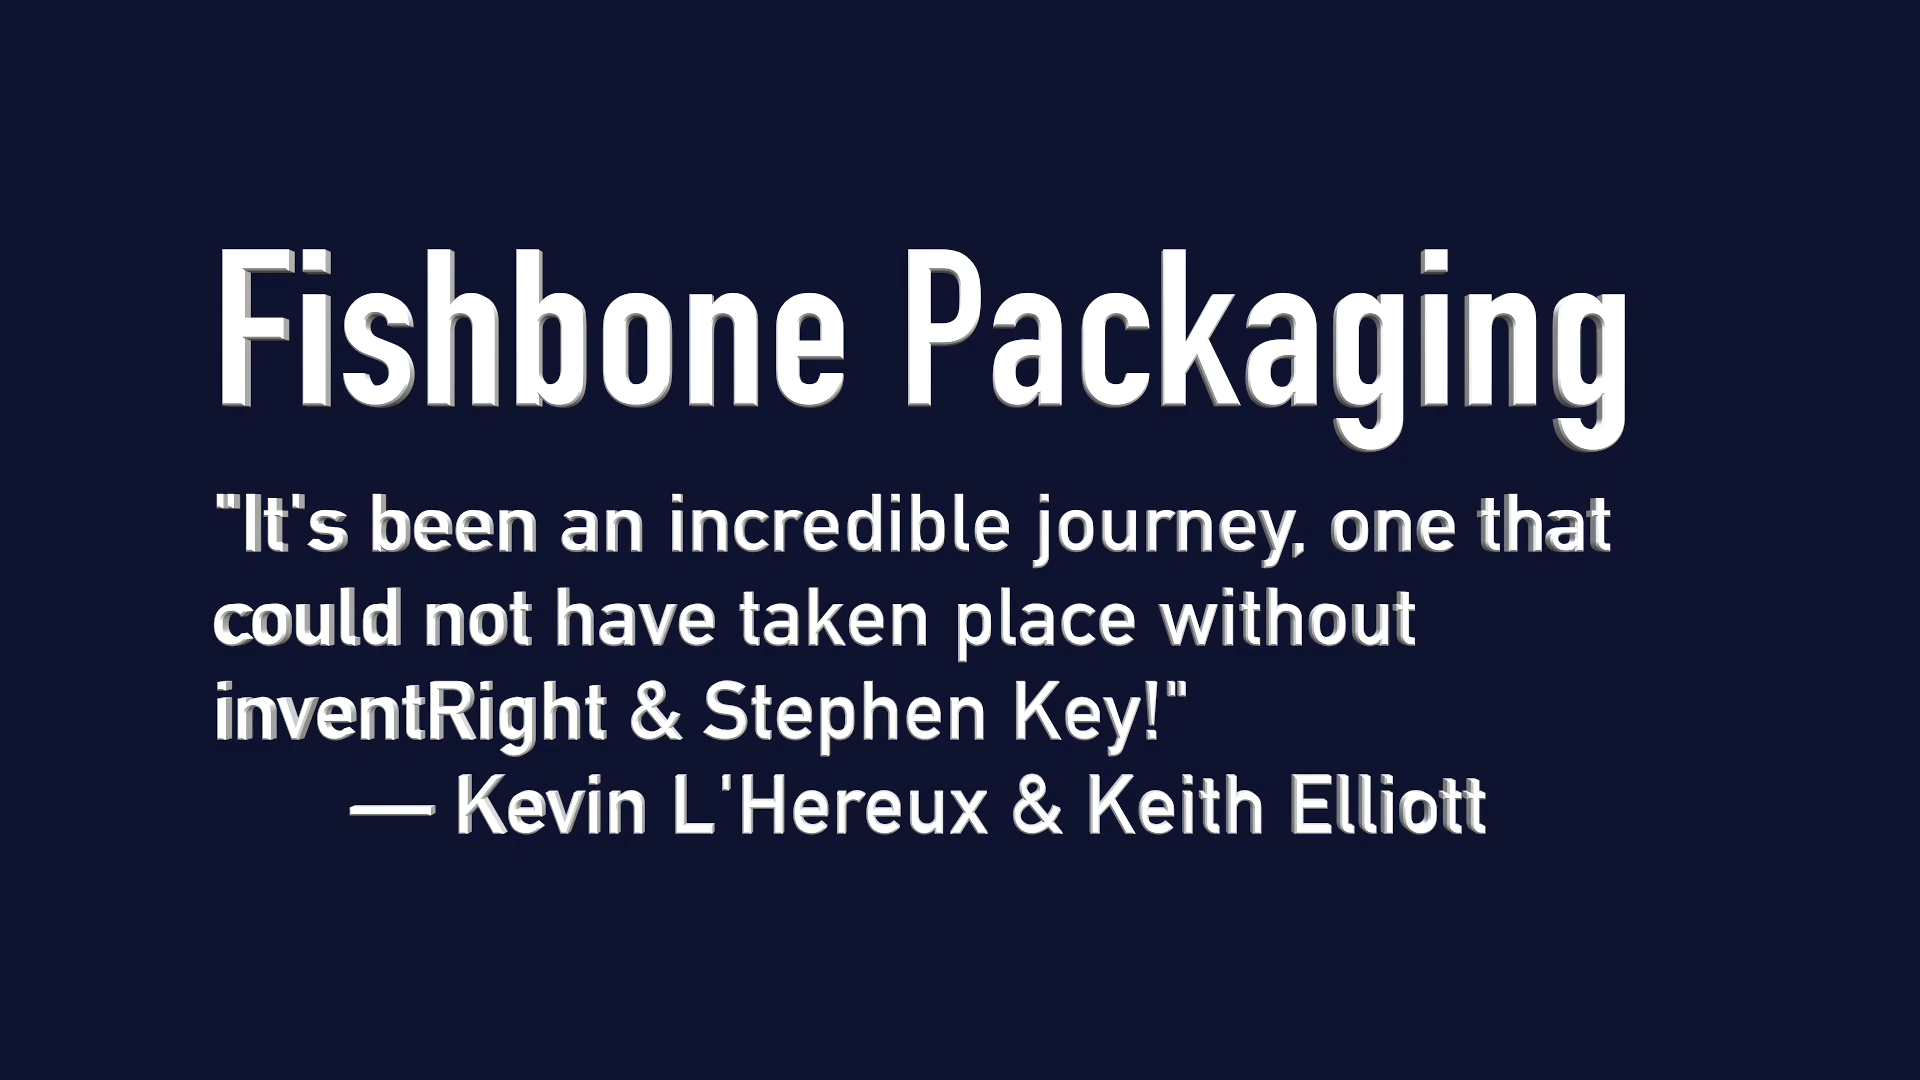 Fishbone Packaging
"It's been an incredible journey, one that
could not have taken place without
inventRight & Stephen Key!"
— Kevin L'Hereux & Keith Elliott